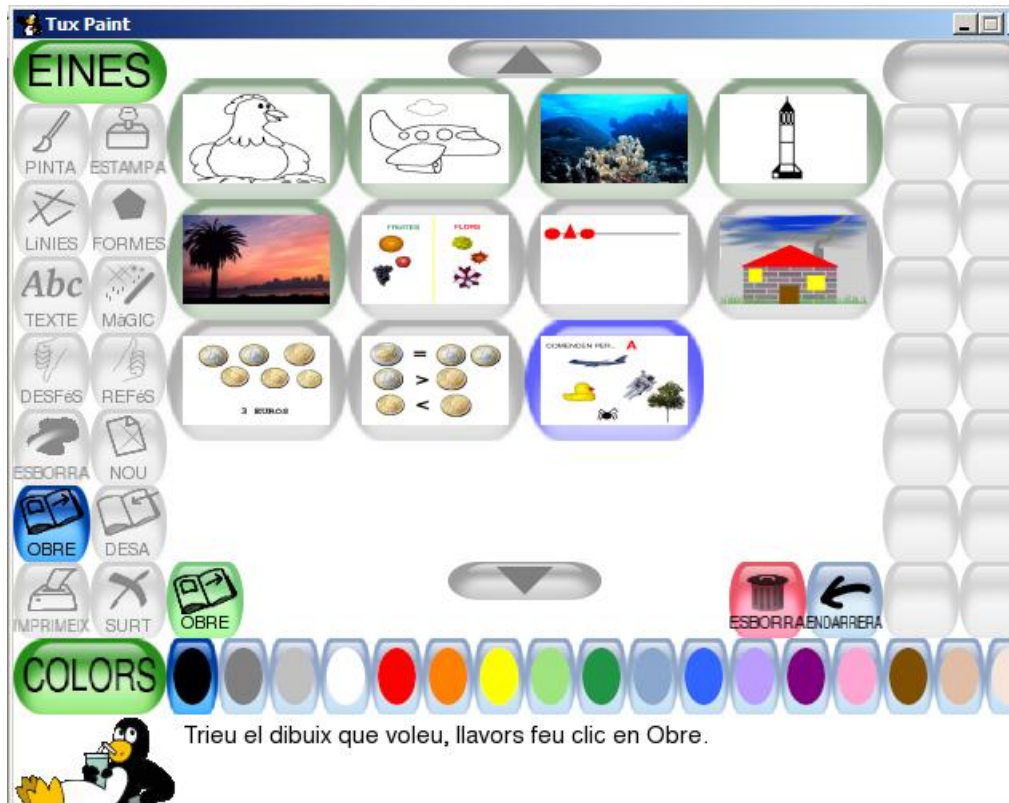 Tux Paint
EINES
PINTA ESTAMPA
LíNIES FORMES
Abc
TEXTE MàGIC
DESFéS REFéS
ESBORRA NOU
OBRE DESA
IMPRIMEIX SURT
FRUITES FLORS
3 EUROS
=
>
<
COMENCEN PER... A
OBRE
ESBORRA ENDARRERA
COLORS
Trieu el dibuix que voleu, llavors feu clic en Obre.